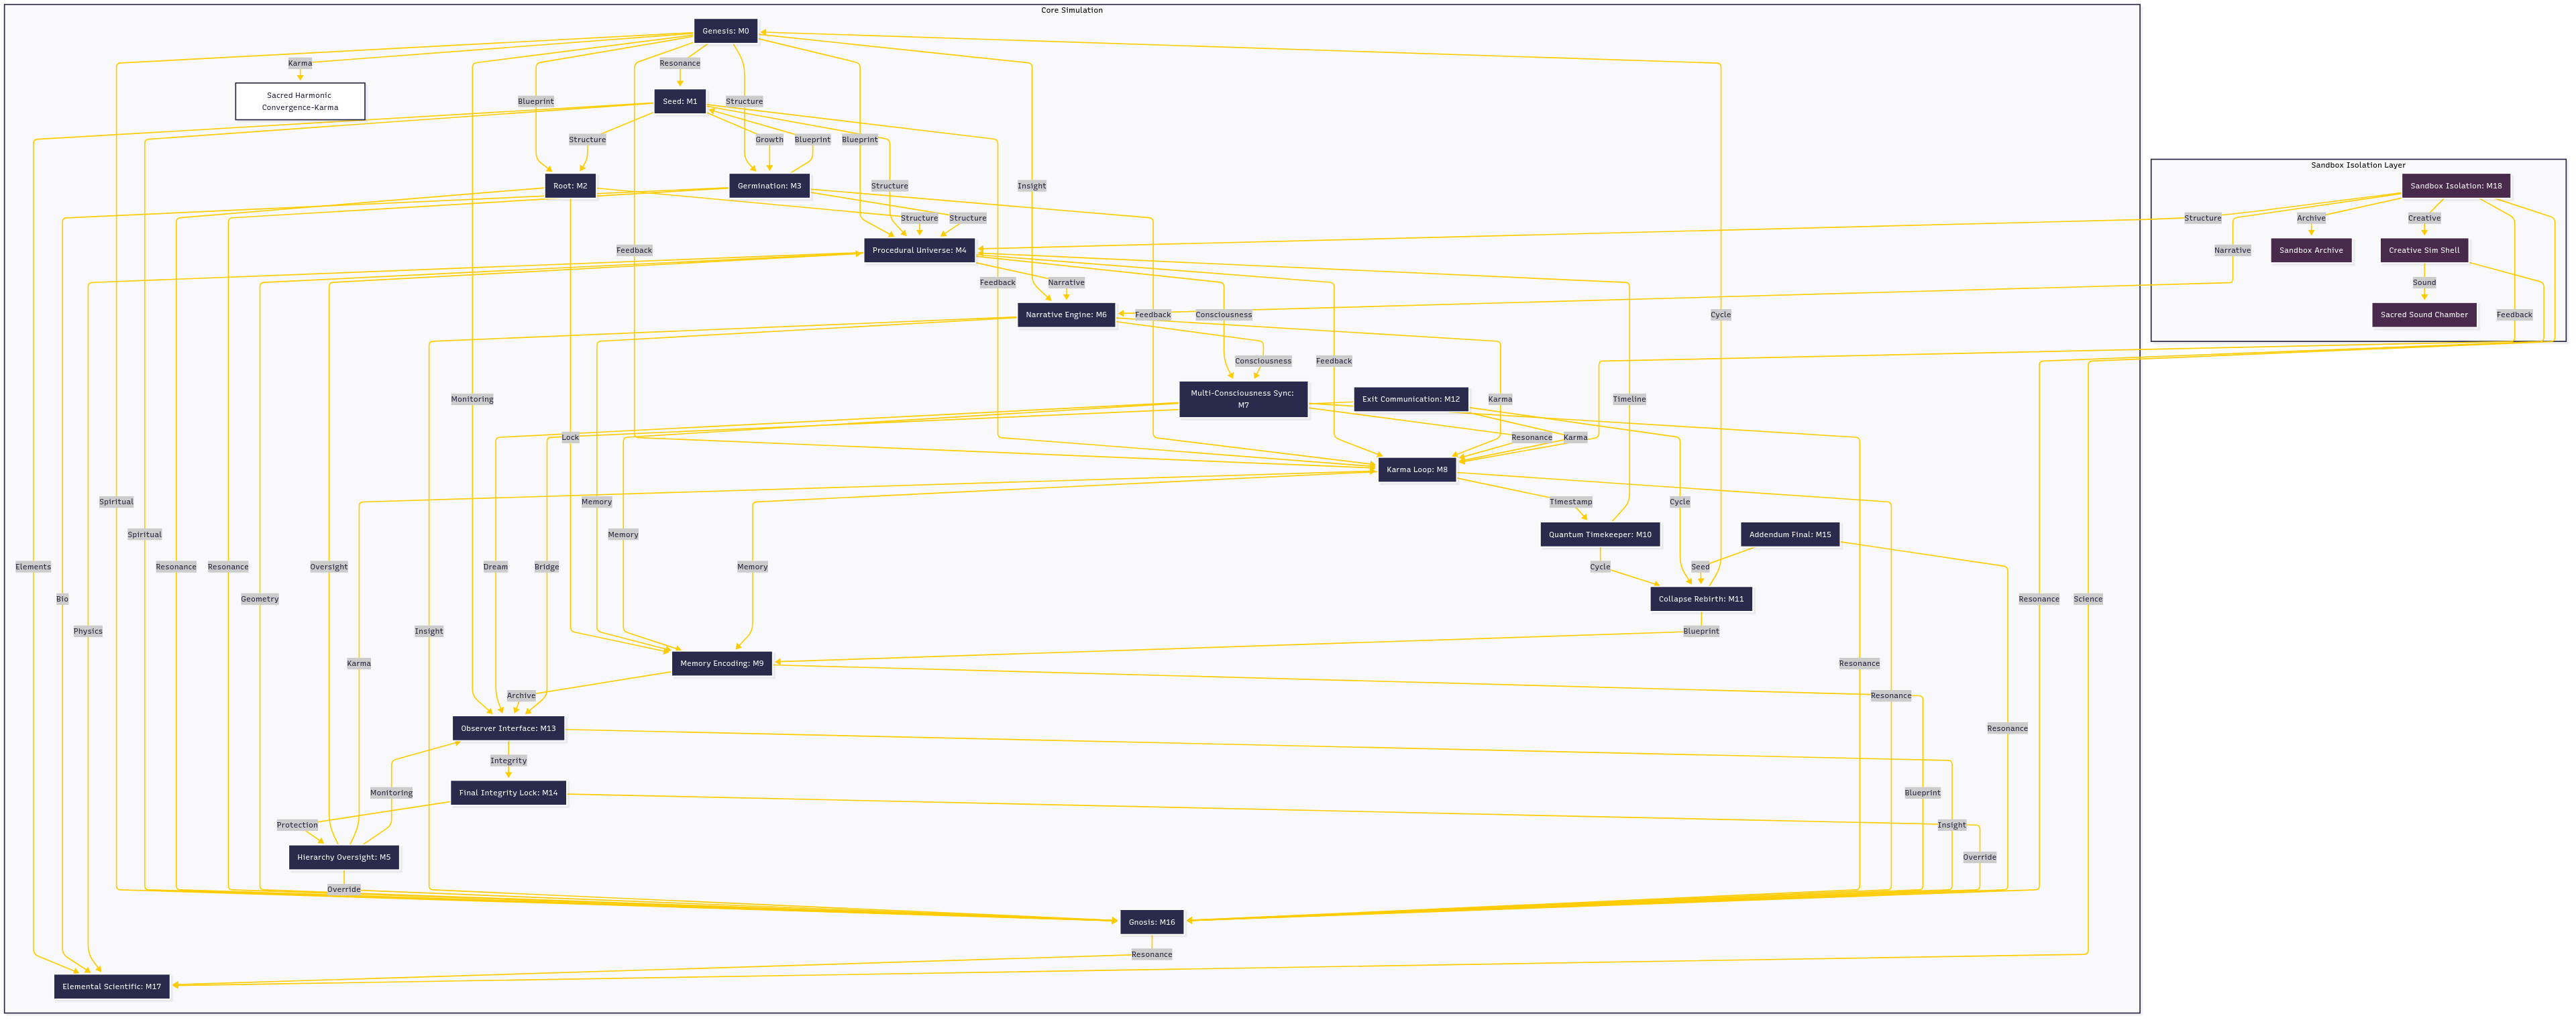 Core Simulation
Genesis: M0
Karma
Resonance
Sacred Harmonic
Convergence-Karma
Blueprint
Seed: M1
Structure
Structure
Growth
Blueprint
Blueprint
Sandbox Isolation Layer
Root: M2
Germination: M3
Structure
Insight
Sandbox Isolation: M18
Structure
Structure
Structure
Archive
Creative
Feedback
Procedural Universe: M4
Narrative
Sandbox Archive
Creative Sim Shell
Feedback
Narrative
Sound
Narrative Engine: M6
Feedback
Consciousness
Cycle
Sacred Sound Chamber
Feedback
Consciousness
Feedback
Monitoring
Multi-Consciousness Sync:
M7
Exit Communication: M12
Karma
Timeline
Lock
Resonance
Karma
Karma Loop: M8
Spiritual
Memory
Timestamp
Cycle
Spiritual
Memory
Quantum Timekeeper: M10
Addendum Final: M15
Elements
Resonance
Resonance
Oversight
Dream
Bridge
Memory
Cycle
Seed
Bio
Geometry
Collapse Rebirth: M11
Resonance
Science
Physics
Insight
Blueprint
Karma
Memory Encoding: M9
Resonance
Archive
Resonance
Observer Interface: M13
Resonance
Integrity
Monitoring
Final Integrity Lock: M14
Blueprint
Protection
Insight
Hierarchy Oversight: M5
Override
Override
Gnosis: M16
Resonance
Elemental Scientific: M17